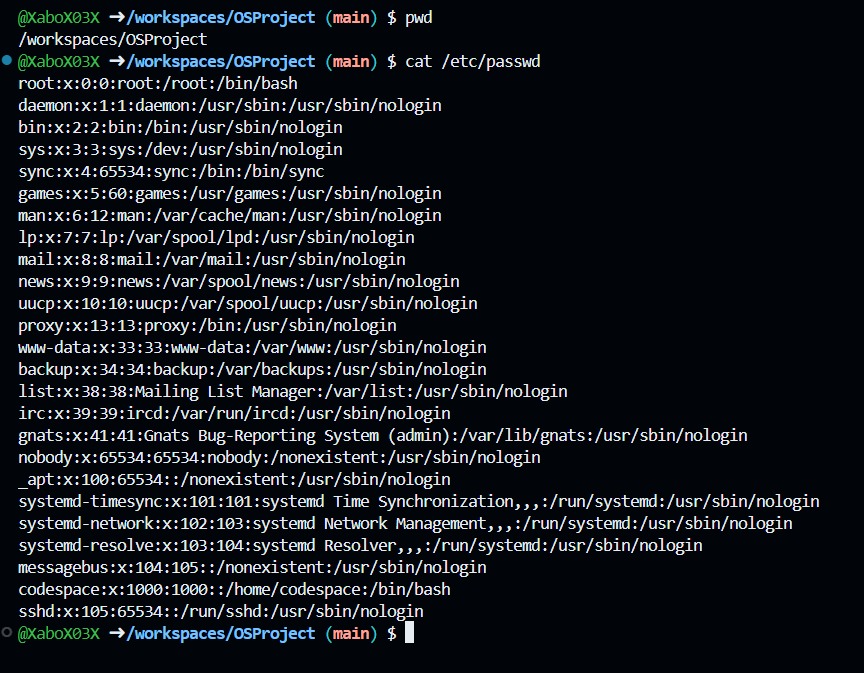 @XaboX03X ➜/workspaces/OSProject (main) $ pwd
/workspaces/OSProject
@XaboX03X ➜/workspaces/OSProject (main) $ cat /etc/passwd
root:x:0:0:root:/root:/bin/bash
daemon:x:1:1:daemon:/usr/sbin:/usr/sbin/nologin
bin:x:2:2:bin:/bin:/usr/sbin/nologin
sys:x:3:3:sys:/dev:/usr/sbin/nologin
sync:x:4:65534:sync:/bin:/bin/sync
games:x:5:60:games:/usr/games:/usr/sbin/nologin
man:x:6:12:man:/var/cache/man:/usr/sbin/nologin
lp:x:7:7:lp:/var/spool/lpd:/usr/sbin/nologin
mail:x:8:8:mail:/var/mail:/usr/sbin/nologin
news:x:9:9:news:/var/spool/news:/usr/sbin/nologin
uucp:x:10:10:uucp:/var/spool/uucp:/usr/sbin/nologin
proxy:x:13:13:proxy:/bin:/usr/sbin/nologin
www-data:x:33:33:www-data:/var/www:/usr/sbin/nologin
backup:x:34:34:backup:/var/backups:/usr/sbin/nologin
list:x:38:38:Mailing List Manager:/var/list:/usr/sbin/nologin
irc:x:39:39:ircd:/var/run/ircd:/usr/sbin/nologin
gnats:x:41:41:Gnats Bug-Reporting System (admin):/var/lib/gnats:/usr/sbin/nologin
nobody:x:65534:65534:nobody:/nonexistent:/usr/sbin/nologin
_apt:x:100:65534::/nonexistent:/usr/sbin/nologin
systemd-timesync:x:101:101:systemd Time Synchronization,,,:/run/systemd:/usr/sbin/nologin
systemd-network:x:102:103:systemd Network Management,,,:/run/systemd:/usr/sbin/nologin
systemd-resolve:x:103:104:systemd Resolver,,,:/run/systemd:/usr/sbin/nologin
messagebus:x:104:105::/nonexistent:/usr/sbin/nologin
codespace:x:1000:1000::/home/codespace:/bin/bash
sshd:x:105:65534::/run/sshd:/usr/sbin/nologin
@XaboX03X ➜/workspaces/OSProject (main) $